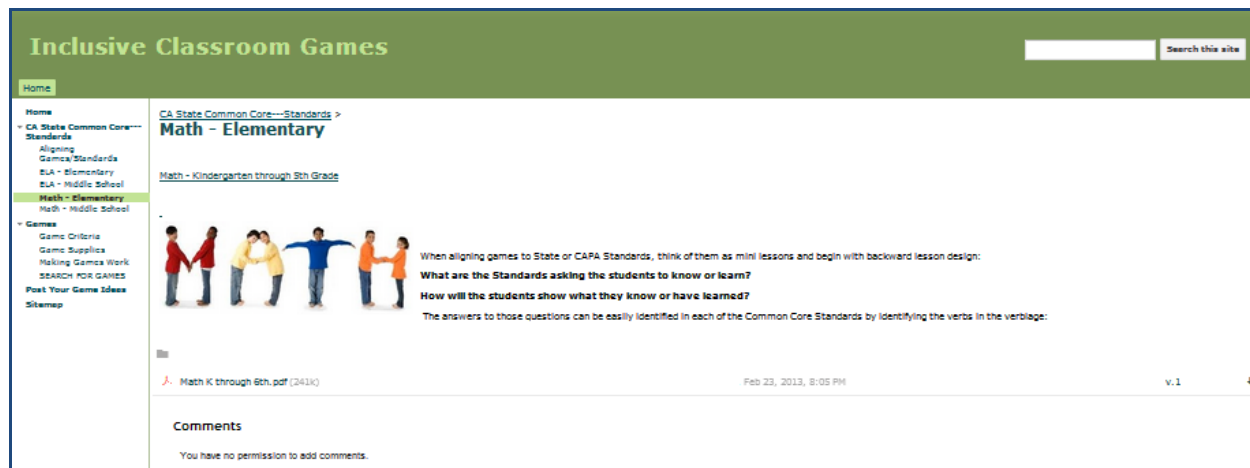 Inclusive Classroom Games
Search this site
Home
Home
CA State Common Core---
Standards
Aligning
Games/Standards
ELA - Elementary
ELA - Middle School
Math - Elementary
Math - Middle School
Games
Game Criteria
Game Supplies
Making Games Work
SEARCH FOR GAMES
Post Your Game Ideas
Sitemap
CA State Common Core---Standards >
Math - Elementary
Math - Kindergarten through 5th Grade
MATH
When aligning games to State or CAPA Standards, think of them as mini lessons and begin with backward lesson design:
What are the Standards asking the students to know or learn?
How will the students show what they know or have learned?
The answers to those questions can be easily identified in each of the Common Core Standards by identifying the verbs in the verbiage:
Math K through 6th.pdf (241k) Feb 23, 2013, 8:05 PM v.1
Comments
You have no permission to add comments.